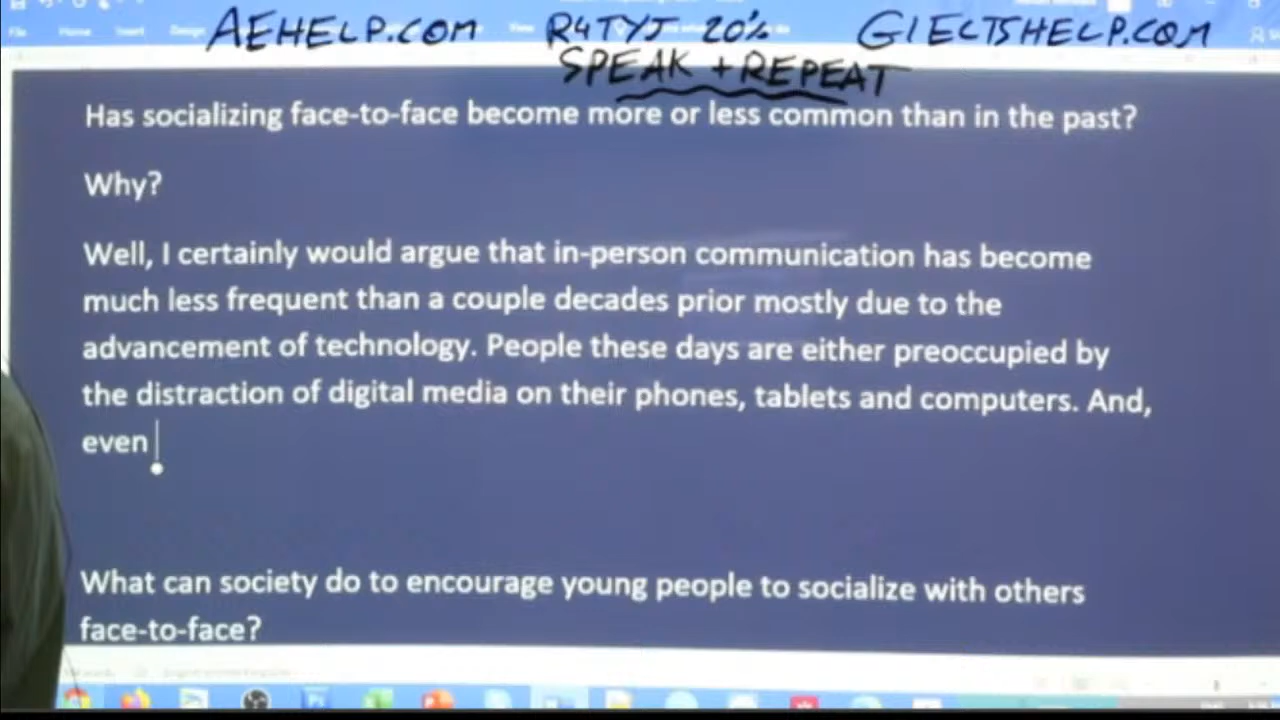 AEHELP.COM R4TYJ 20% GIELTSHELP.COM
SPEAK + REPEAT
Has socializing face-to-face become more or less common than in the past?
Why?
Well, I certainly would argue that in-person communication has become
much less frequent than a couple decades prior mostly due to the
advancement of technology. People these days are either preoccupied by
the distraction of digital media on their phones, tablets and computers. And,
even
What can society do to encourage young people to socialize with others
face-to-face?